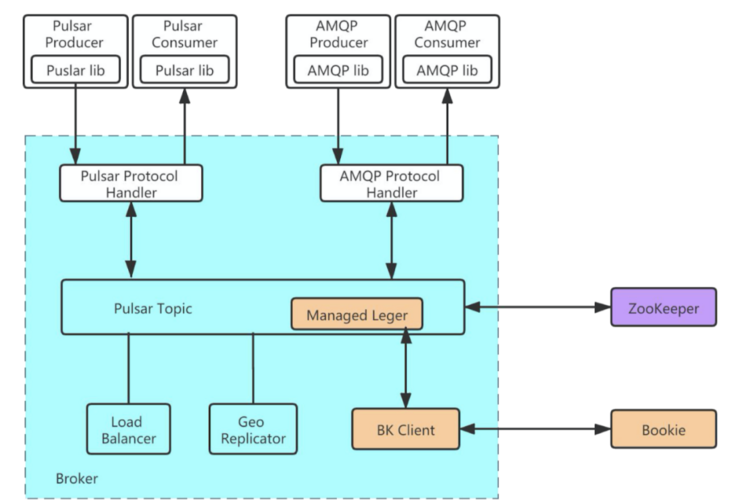 Pulsar
Producer
Puslar lib
Pulsar
Consumer
Pulsar lib
AMQP
Producer
AMQP lib
AMQP
Consumer
AMQP lib
Pulsar Protocol
Handler
AMQP Protocol
Handler
Pulsar Topic
Managed Leger
ZooKeeper
Load
Balancer
Geo
Replicator
BK Client
Bookie
Broker